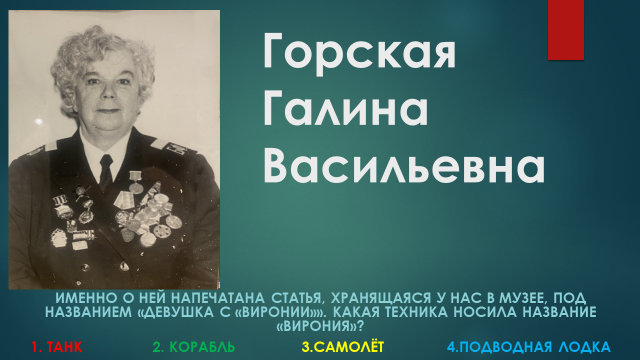 Горская
Галина
Васильевна
ИМЕННО О НЕЙ НАПЕЧАТАНА СТАТЬЯ, ХРАНЯЩАЯСЯ У НАС В МУЗЕЕ, ПОД
НАЗВАНИЕМ «ДЕВУШКА С «ВИРОНИИ»». КАКАЯ ТЕХНИКА НОСИЛА НАЗВАНИЕ
«ВИРОНИЯ»?
1. ТАНК 2. КОРАБЛЬ 3.САМОЛЁТ 4.ПОДВОДНАЯ ЛОДКА